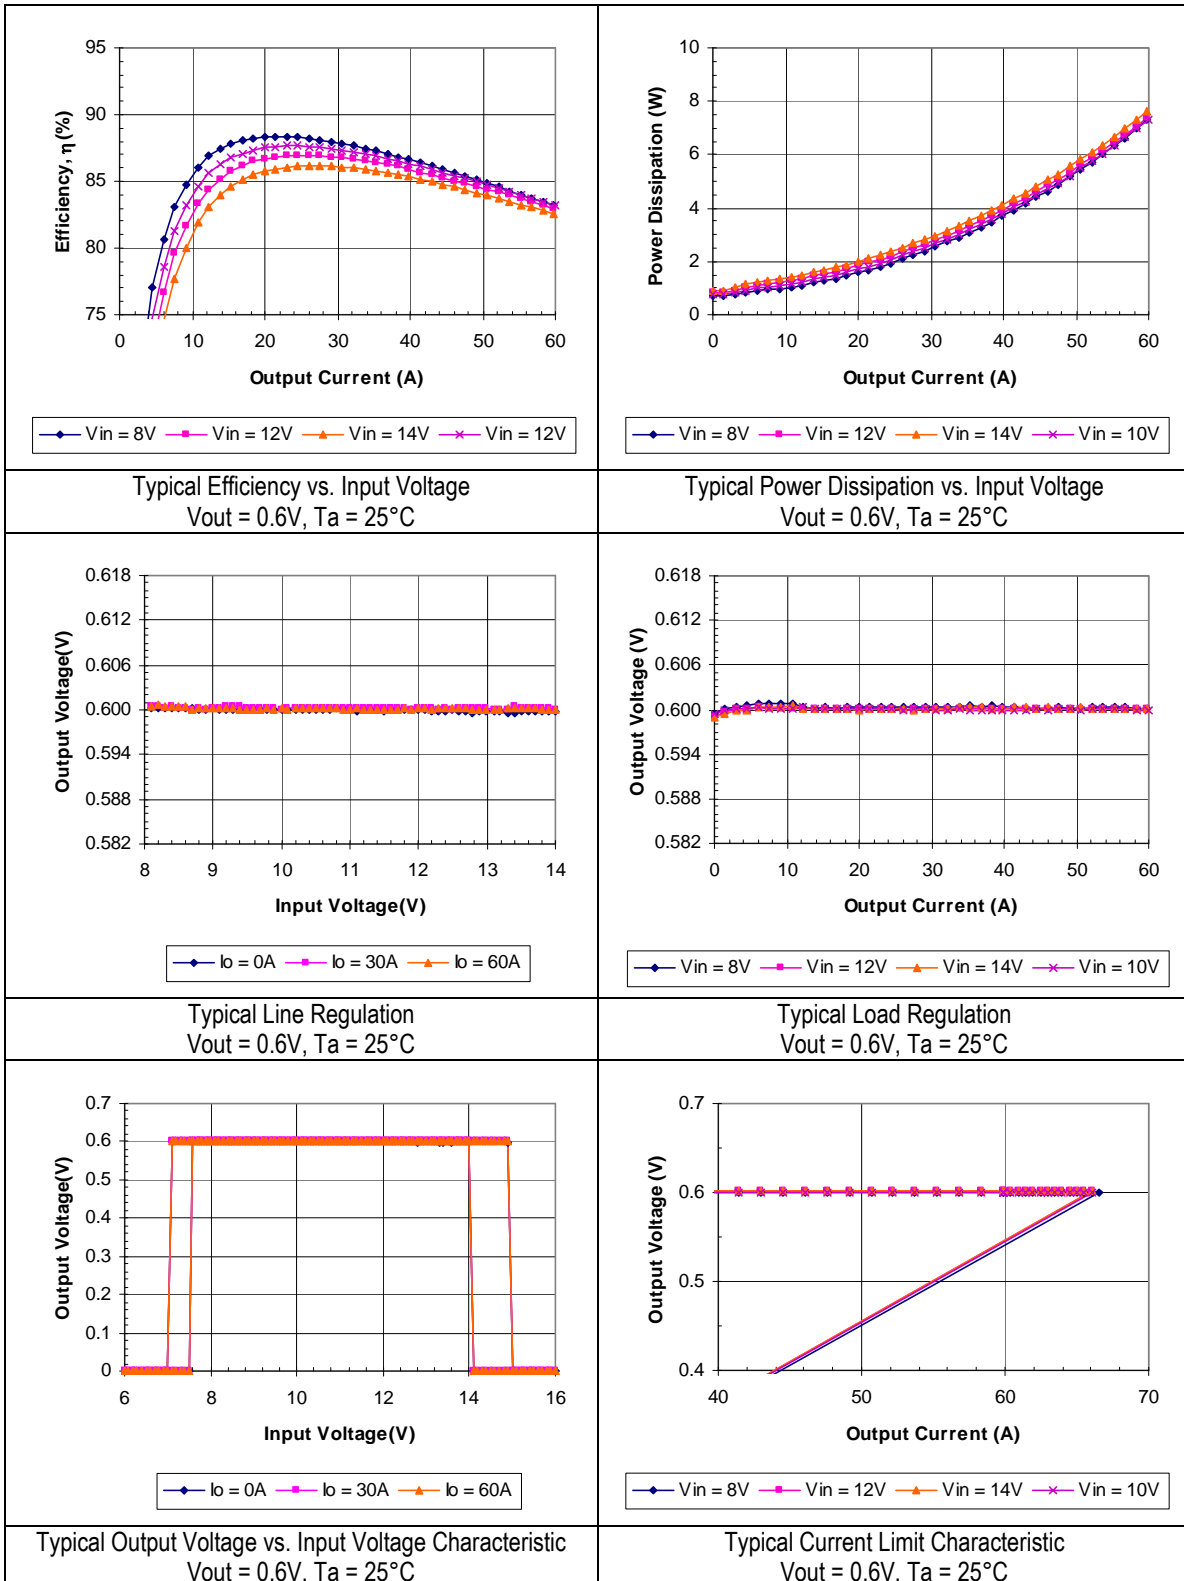 95
90
85
80
75
Efficiency, η(%)
0 10 20 30 40 50 60
Output Current (A)
Vin = 8V Vin = 12V Vin = 14V Vin = 12V
Typical Efficiency vs. Input Voltage
Vout = 0.6V, Ta = 25°C
10
8
6
4
2
0
Power Dissipation (W)
0 10 20 30 40 50 60
Output Current (A)
Vin = 8V Vin = 12V Vin = 14V Vin = 10V
Typical Power Dissipation vs. Input Voltage
Vout = 0.6V, Ta = 25°C
0.618
0.612
0.606
0.600
0.594
0.588
0.582
Output Voltage(V)
8 9 10 11 12 13 14
Input Voltage(V)
Io = 0A Io = 30A Io = 60A
Typical Line Regulation
Vout = 0.6V, Ta = 25°C
0.618
0.612
0.606
0.600
0.594
0.588
0.582
Output Voltage (V)
0 10 20 30 40 50 60
Output Current (A)
Vin = 8V Vin = 12V Vin = 14V Vin = 10V
Typical Load Regulation
Vout = 0.6V, Ta = 25°C
0.7
0.6
0.5
0.4
0.3
0.2
0.1
0
Output Voltage(V)
6 8 10 12 14 16
Input Voltage(V)
Io = 0A Io = 30A Io = 60A
Typical Output Voltage vs. Input Voltage Characteristic
Vout = 0.6V, Ta = 25°C
0.7
0.6
0.5
0.4
Output Voltage (V)
40 50 60 70
Output Current (A)
Vin = 8V Vin = 12V Vin = 14V Vin = 10V
Typical Current Limit Characteristic
Vout = 0.6V, Ta = 25°C